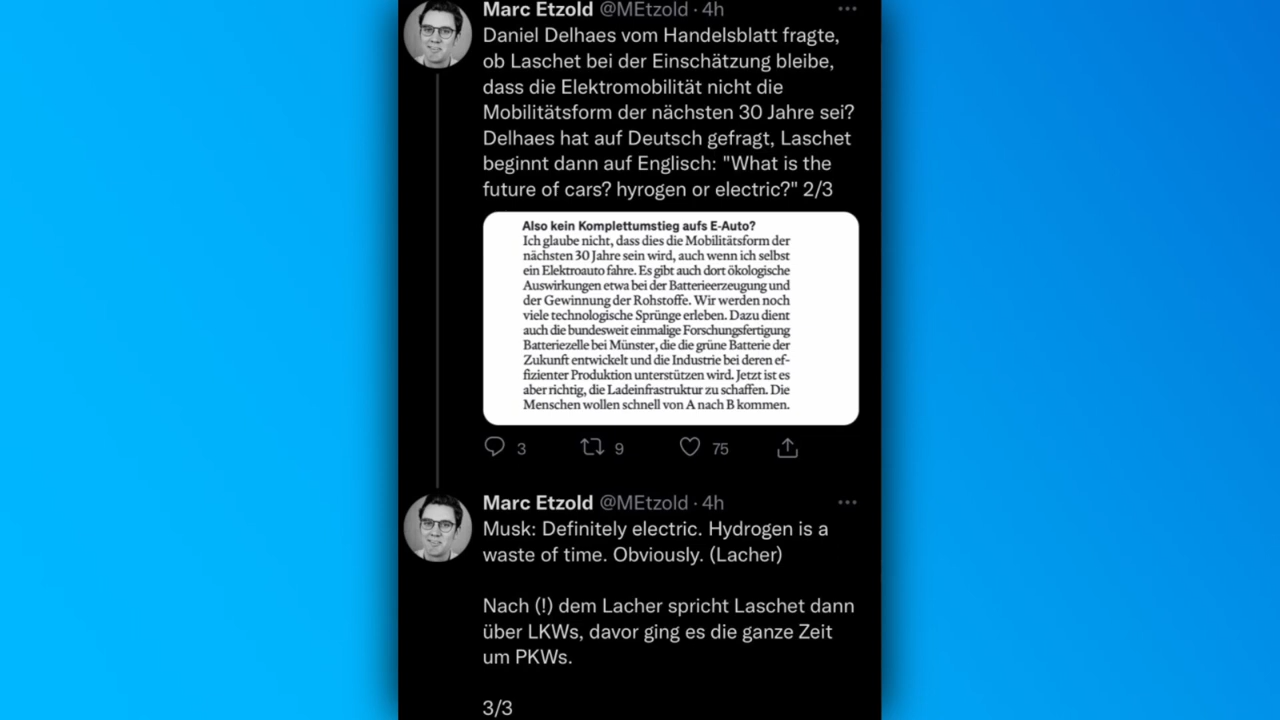 Marc Etzold @MEtzold · 4h
Daniel Delhaes vom Handelsblatt fragte,
ob Laschet bei der Einschätzung bleibe,
dass die Elektromobilität nicht die
Mobilitätsform der nächsten 30 Jahre sei?
Delhaes hat auf Deutsch gefragt, Laschet
beginnt dann auf Englisch: "What is the
future of cars? hyrogen or electric?" 2/3
Also kein Komplettumstieg aufs E-Auto?
Ich glaube nicht, dass dies die Mobilitätsform der
nächsten 30 Jahre sein wird, auch wenn ich selbst
ein Elektroauto fahre. Es gibt auch dort ökologische
Auswirkungen etwa bei der Batterieerzeugung und
der Gewinnung der Rohstoffe. Wir werden noch
viele technologische Sprünge erleben. Dazu dient
auch die bundesweit einmalige Forschungsfertigung
Batteriezelle bei Münster, die die grüne Batterie der
Zukunft entwickelt und die Industrie bei deren ef-
fizienter Produktion unterstützen wird. Jetzt ist es
aber richtig, die Ladeinfrastruktur zu schaffen. Die
Menschen wollen schnell von A nach B kommen.
3 9 75
Marc Etzold @MEtzold · 4h
Musk: Definitely electric. Hydrogen is a
waste of time. Obviously. (Lacher)
Nach (!) dem Lacher spricht Laschet dann
über LKWs, davor ging es die ganze Zeit
um PKWs.
3/3